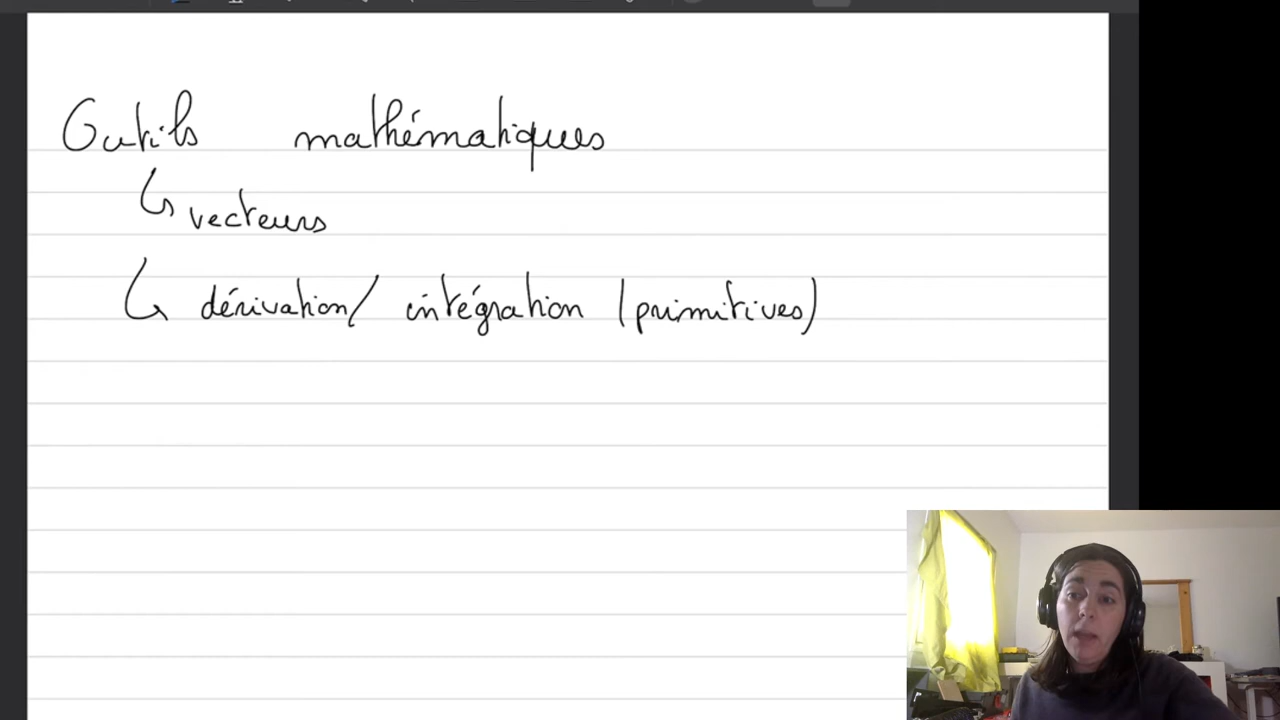 Outils mathématiques
↳ vecteurs
↳ dérivation/ intégration (primitives)